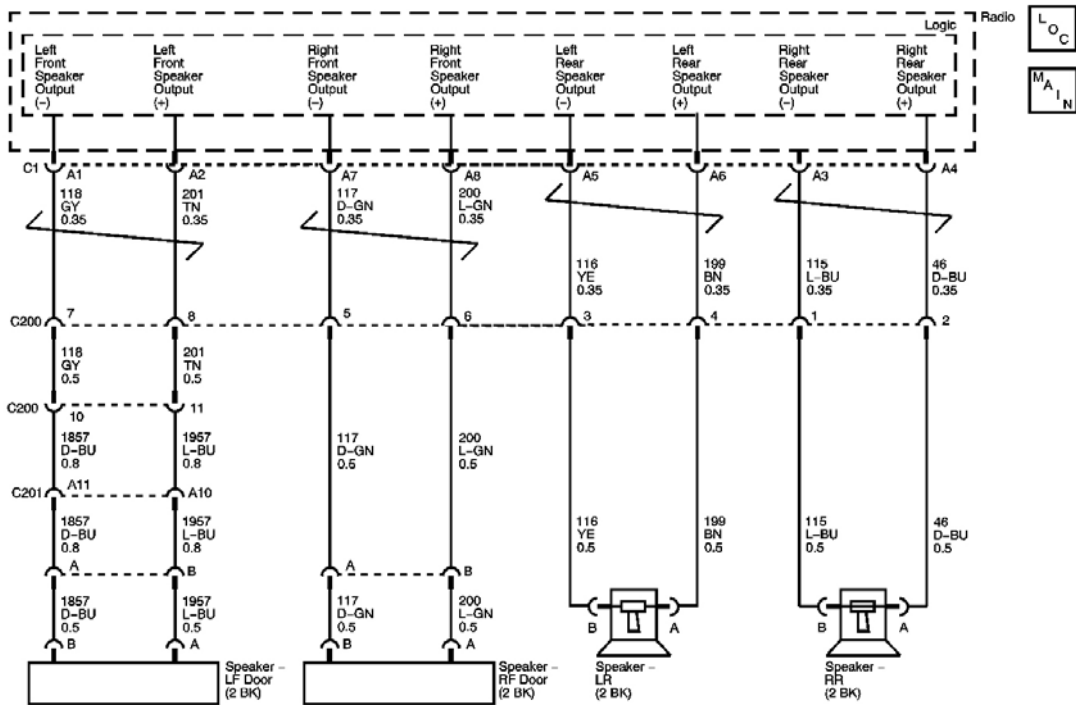 Radio
L O C
Logic
M A I N
Left Front Speaker Output (–)
Left Front Speaker Output (+)
Right Front Speaker Output (–)
Right Front Speaker Output (+)
Left Rear Speaker Output (–)
Left Rear Speaker Output (+)
Right Rear Speaker Output (–)
Right Rear Speaker Output (+)
C1 A1 A2 A7 A8 A5 A6 A3 A4
118 GY 0.35
201 TN 0.35
117 D–GN 0.35
200 L–GN 0.35
116 YE 0.35
199 BN 0.35
115 L–BU 0.35
46 D–BU 0.35
C200 7 8 5 6 3 4 1 2
118 GY 0.5
201 TN 0.5
C200 10 11
1857 D–BU 0.8
1957 L–BU 0.8
117 D–GN 0.5
200 L–GN 0.5
C201 A11 A10
1857 D–BU 0.8
1957 L–BU 0.8
116 YE 0.5
199 BN 0.5
115 L–BU 0.5
46 D–BU 0.5
A B A B
1857 D–BU 0.5
1957 L–BU 0.5
117 D–GN 0.5
200 L–GN 0.5
B A B A B A B A
Speaker – LF Door (2 BK)
Speaker – RF Door (2 BK)
Speaker – LR (2 BK)
Speaker – RR (2 BK)